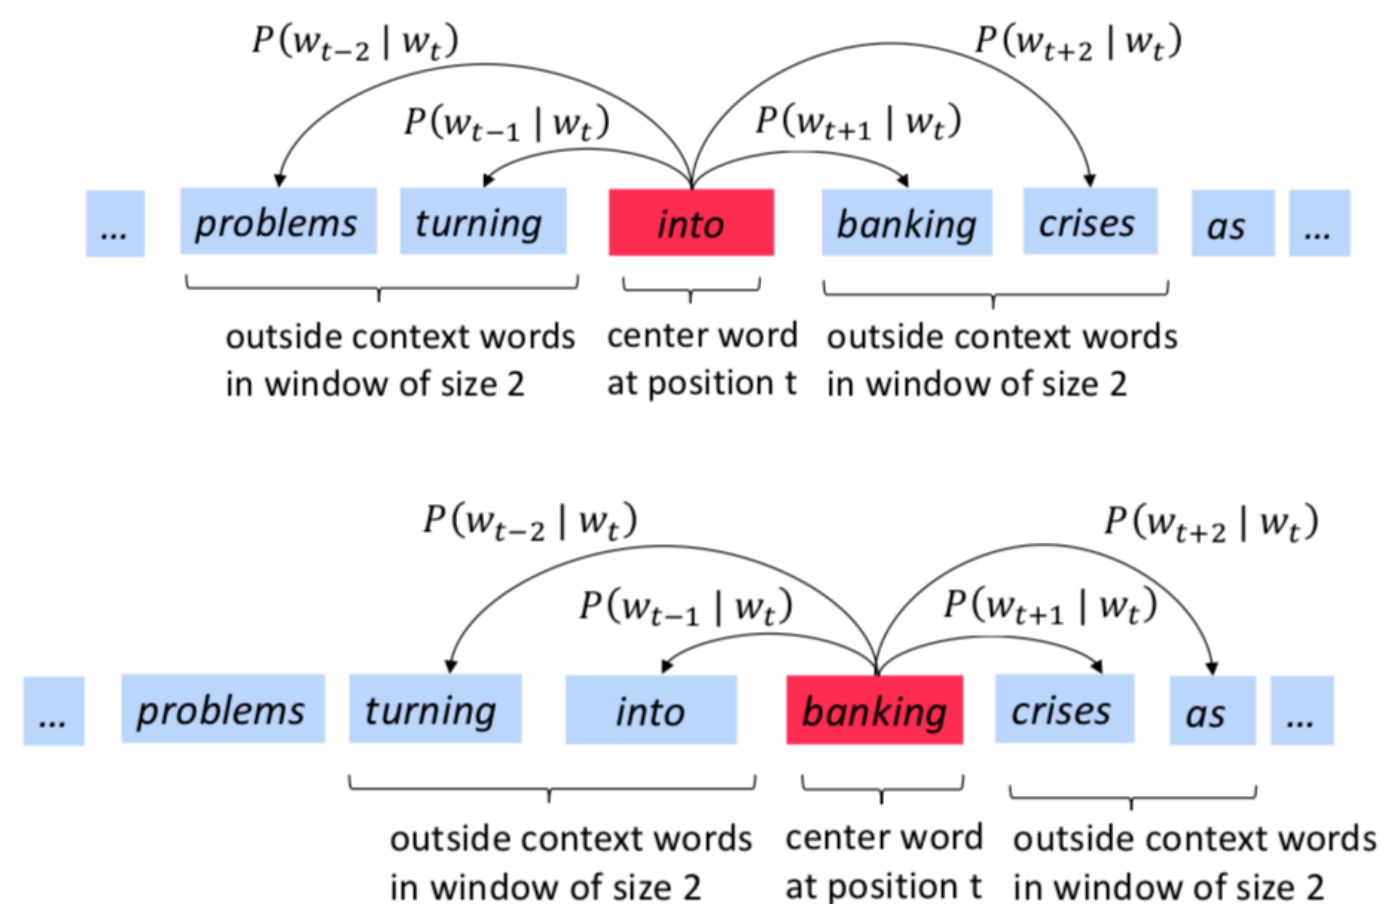 P(w_{t−2} | w_t) P(w_{t+2} | w_t)
P(w_{t−1} | w_t) P(w_{t+1} | w_t)
... problems turning into banking crises as ...
outside context words center word outside context words
in window of size 2 at position t in window of size 2
P(w_{t−2} | w_t) P(w_{t+2} | w_t)
P(w_{t−1} | w_t) P(w_{t+1} | w_t)
... problems turning into banking crises as ...
outside context words center word outside context words
in window of size 2 at position t in window of size 2